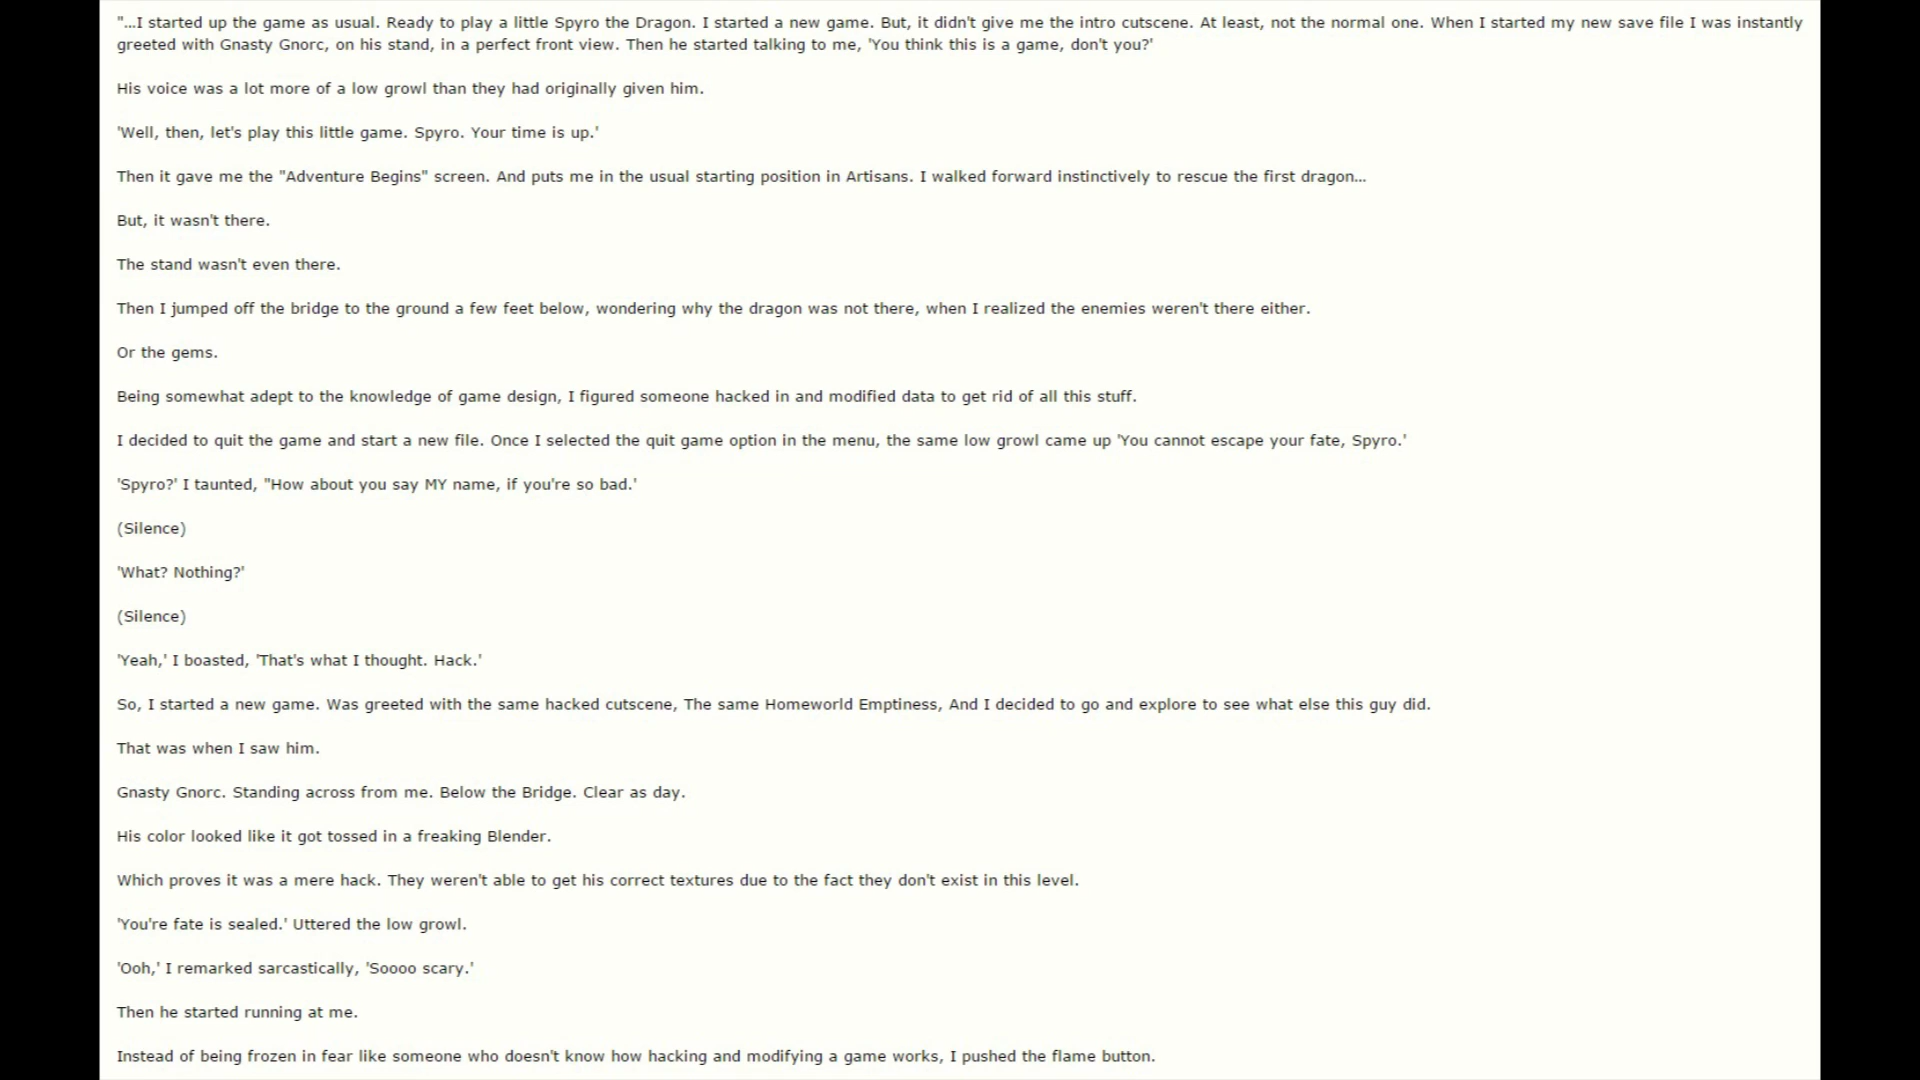 "...I started up the game as usual. Ready to play a little Spyro the Dragon. I started a new game. But, it didn't give me the intro cutscene. At least, not the normal one. When I started my new save file I was instantly
greeted with Gnasty Gnorc, on his stand, in a perfect front view. Then he started talking to me, 'You think this is a game, don't you?'
His voice was a lot more of a low growl than they had originally given him.
'Well, then, let's play this little game. Spyro. Your time is up.'
Then it gave me the "Adventure Begins" screen. And puts me in the usual starting position in Artisans. I walked forward instinctively to rescue the first dragon...
But, it wasn't there.
The stand wasn't even there.
Then I jumped off the bridge to the ground a few feet below, wondering why the dragon was not there, when I realized the enemies weren't there either.
Or the gems.
Being somewhat adept to the knowledge of game design, I figured someone hacked in and modified data to get rid of all this stuff.
I decided to quit the game and start a new file. Once I selected the quit game option in the menu, the same low growl came up 'You cannot escape your fate, Spyro.'
'Spyro?' I taunted, "How about you say MY name, if you're so bad.'
(Silence)
'What? Nothing?'
(Silence)
'Yeah,' I boasted, 'That's what I thought. Hack.'
So, I started a new game. Was greeted with the same hacked cutscene, The same Homeworld Emptiness, And I decided to go and explore to see what else this guy did.
That was when I saw him.
Gnasty Gnorc. Standing across from me. Below the Bridge. Clear as day.
His color looked like it got tossed in a freaking Blender.
Which proves it was a mere hack. They weren't able to get his correct textures due to the fact they don't exist in this level.
'You're fate is sealed.' Uttered the low growl.
'Ooh,' I remarked sarcastically, 'Soooo scary.'
Then he started running at me.
Instead of being frozen in fear like someone who doesn't know how hacking and modifying a game works, I pushed the flame button.